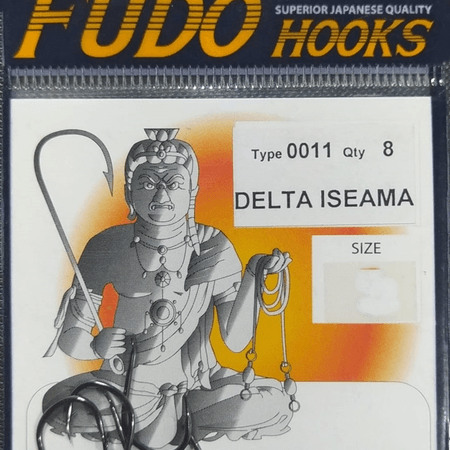 FUDO
SUPERIOR JAPANESE QUALITY
HOOKS
Type 0011 Qty 8
DELTA ISEAMA
SIZE